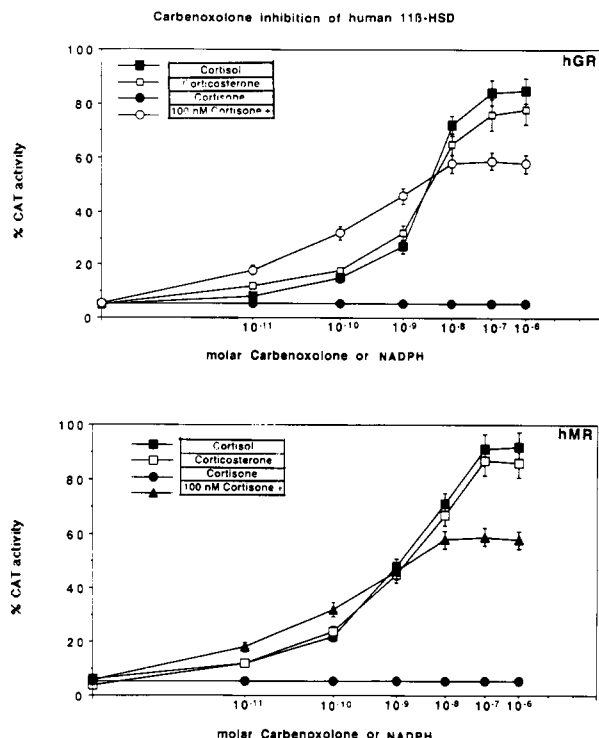 Carbenoxolone inhibition of human 11ß-HSD
hGR
Cortisol
Corticosterone
Cortisone
100 nM Cortisone +
% CAT activity
100
80
60
40
20
0
10⁻¹¹ 10⁻¹⁰ 10⁻⁹ 10⁻⁸ 10⁻⁷ 10⁻⁶
molar Carbenoxolone or NADPH
hMR
Cortisol
Corticosterone
Cortisone
100 nM Cortisone +
% CAT activity
100
80
60
40
20
0
10⁻¹¹ 10⁻¹⁰ 10⁻⁹ 10⁻⁸ 10⁻⁷ 10⁻⁶
molar Carbenoxolone or NADPH